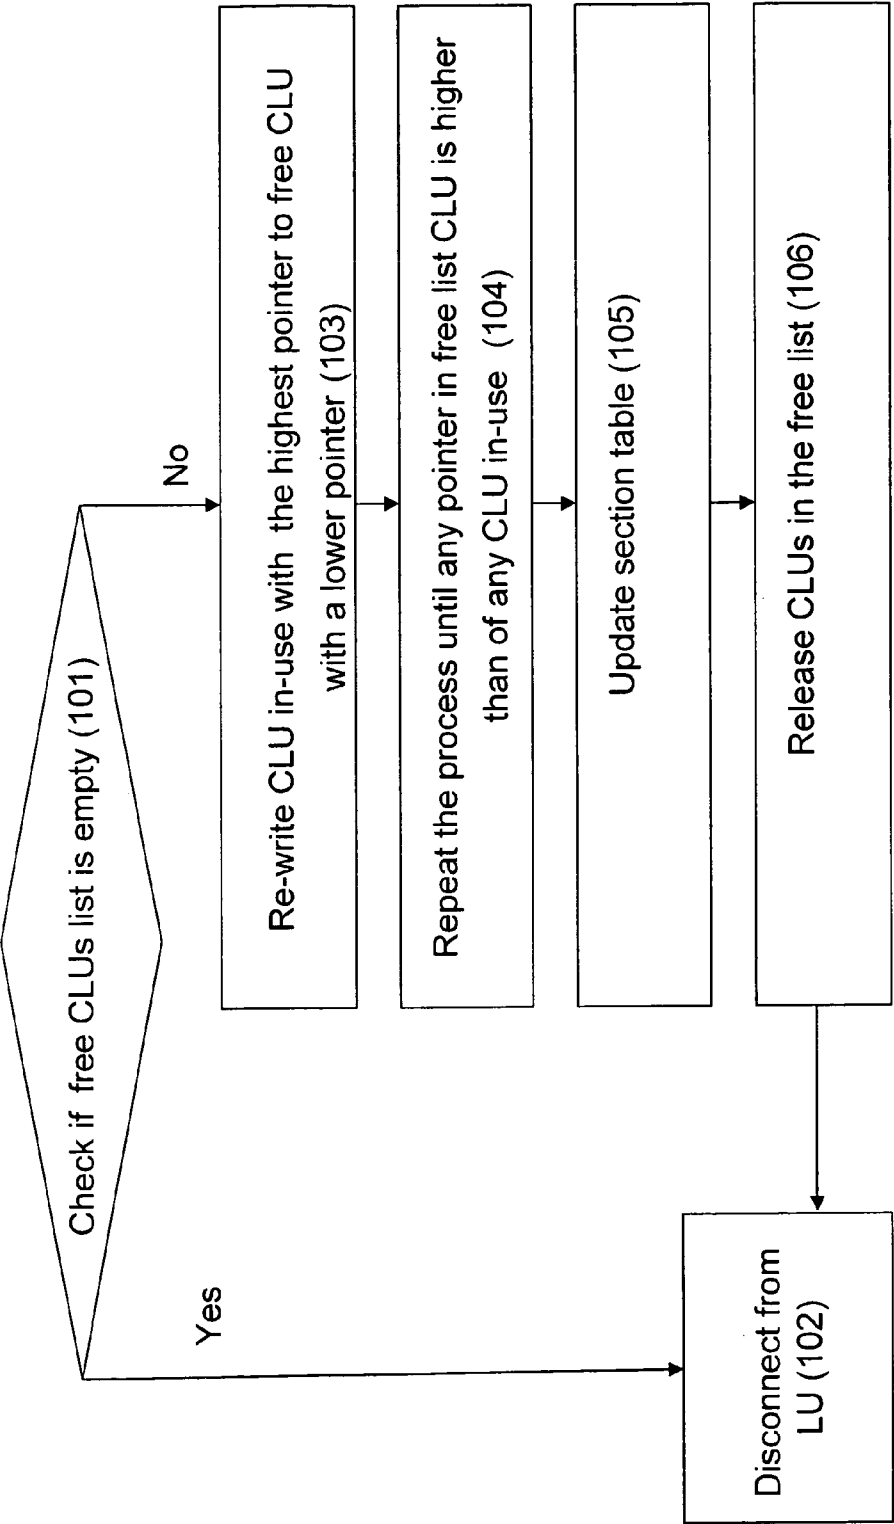 Check if free CLUs list is empty (101)
Yes
No
Re-write CLU in-use with the highest pointer to free CLU
with a lower pointer (103)
Repeat the process until any pointer in free list CLU is higher
than of any CLU in-use (104)
Update section table (105)
Release CLUs in the free list (106)
Disconnect from
LU (102)